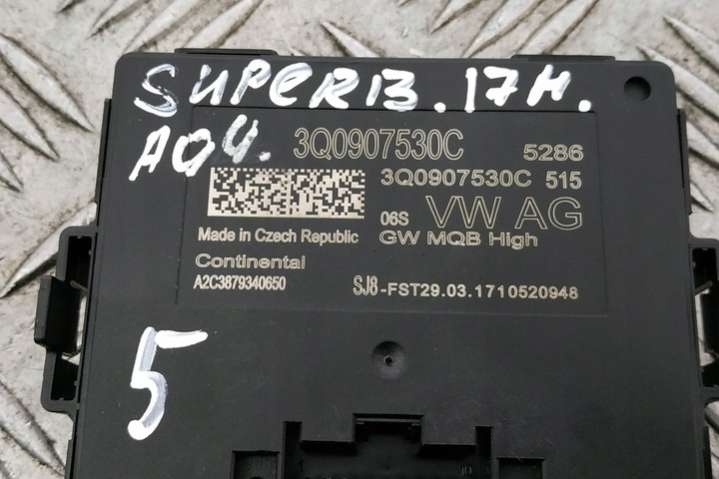 SUPERB.17M.
A04.
3Q0907530C 5286
3Q0907530C 515
06S VW AG
Made in Czech Republic GW MQB High
Continental
A2C3879340650 SJ8-FST29.03.1710520948
5